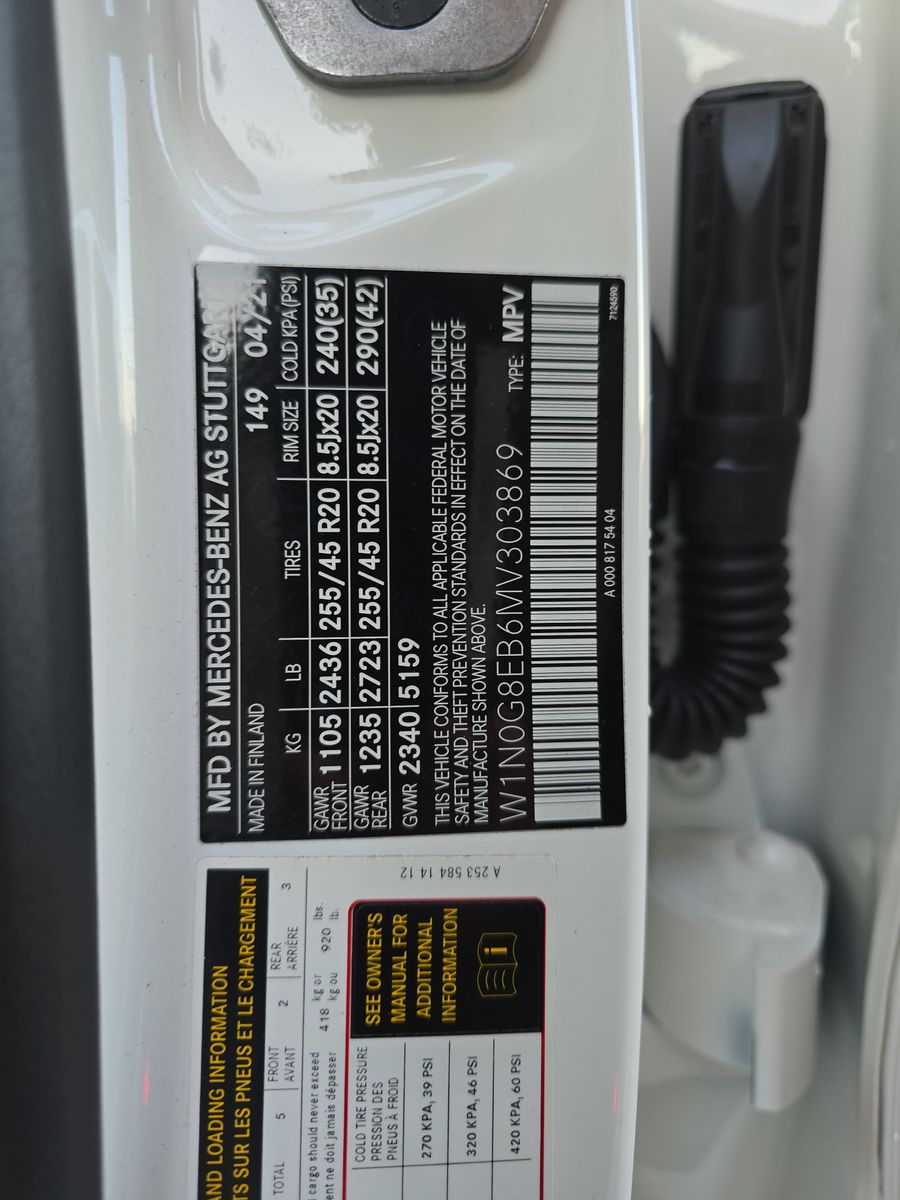 MFD BY MERCEDES-BENZ AG STUTTGART
MADE IN FINLAND 149 04/21
KG LB TIRES RIM SIZE COLD KPA(PSI)
GAWR FRONT 1105 2436 255/45 R20 8.5Jx20 240(35)
GAWR REAR 1235 2723 255/45 R20 8.5Jx20 290(42)
GVWR 2340 5159
THIS VEHICLE CONFORMS TO ALL APPLICABLE FEDERAL MOTOR VEHICLE
SAFETY AND THEFT PREVENTION STANDARDS IN EFFECT ON THE DATE OF
MANUFACTURE SHOWN ABOVE.
W1N0G8EB6MV303869 TYPE: MPV
A 000 817 54 04
7124590
AND LOADING INFORMATION
TS SUR LES PNEUS ET LE CHARGEMENT
TOTAL 5 FRONT AVANT 2 REAR ARRIÈRE 3
cargo should never exceed 418 kg or 920 lbs.
ent ne doit jamais dépasser kg ou lb.
COLD TIRE PRESSURE
PRESSION DES
PNEUS À FROID
270 KPA, 39 PSI
320 KPA, 46 PSI
420 KPA, 60 PSI
SEE OWNER'S
MANUAL FOR
ADDITIONAL
INFORMATION
i
A 253 584 14 12